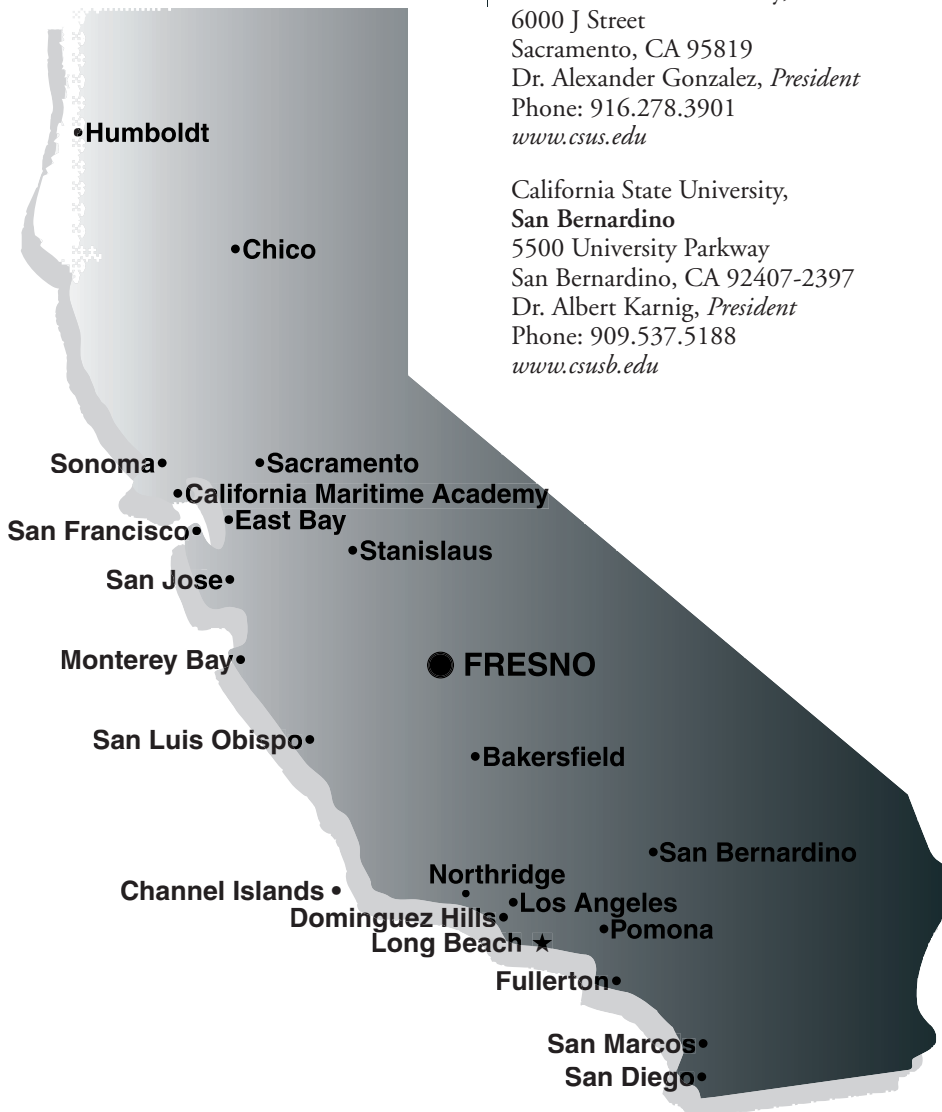 6000 J Street
Sacramento, CA 95819
Dr. Alexander Gonzalez, President
Phone: 916.278.3901
www.csus.edu
California State University,
San Bernardino
5500 University Parkway
San Bernardino, CA 92407-2397
Dr. Albert Karnig, President
Phone: 909.537.5188
www.csusb.edu
Humboldt
Chico
Sonoma
Sacramento
California Maritime Academy
East Bay
San Francisco
Stanislaus
San Jose
Monterey Bay
FRESNO
San Luis Obispo
Bakersfield
San Bernardino
Northridge
Channel Islands
Los Angeles
Dominguez Hills
Pomona
Long Beach
Fullerton
San Marcos
San Diego